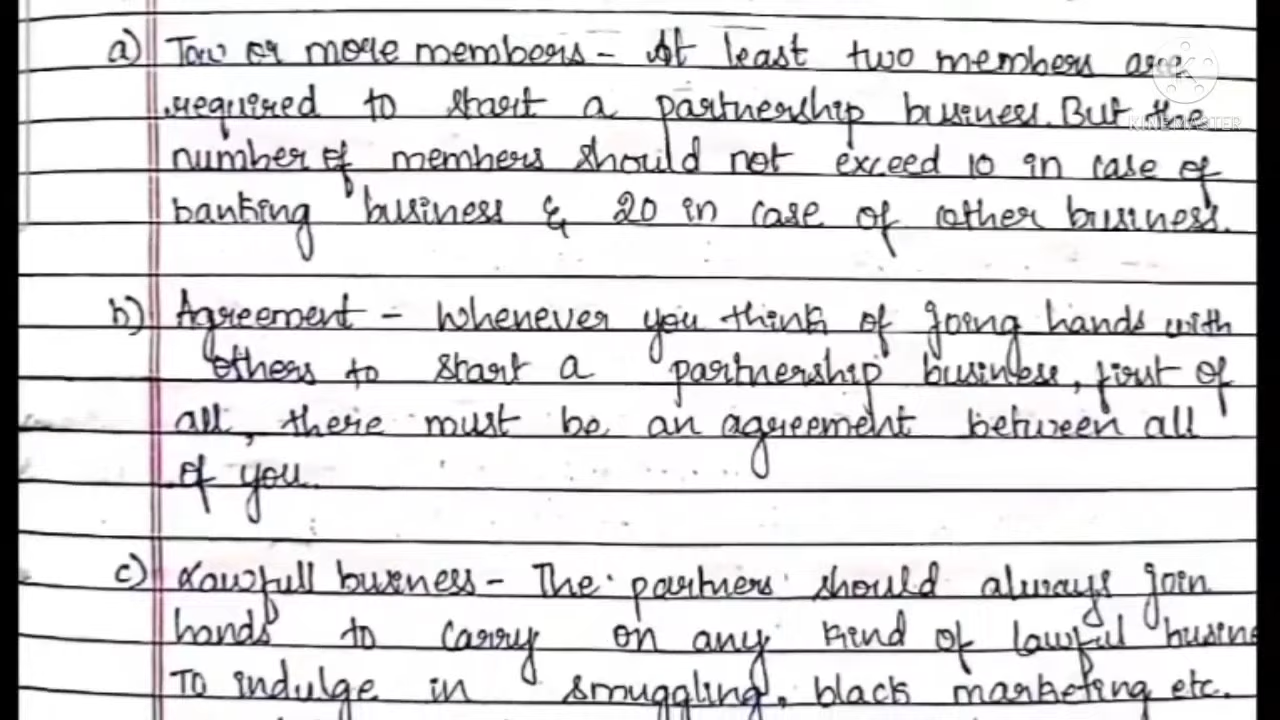 a) Tow or more members - At least two members are
required to start a partnership business. But the
KINEMASTER
number of members should not exceed 10 in case of
banking business & 20 in case of other business.
b) Agreement - Whenever you think of joing hands with
others to start a partnership business, first of
all, there must be an agreement between all
of you.
c) Lawfull busness - The partners should always join
hands to carry on any kind of lawful busine
To indulge in smuggling, black marketing etc.